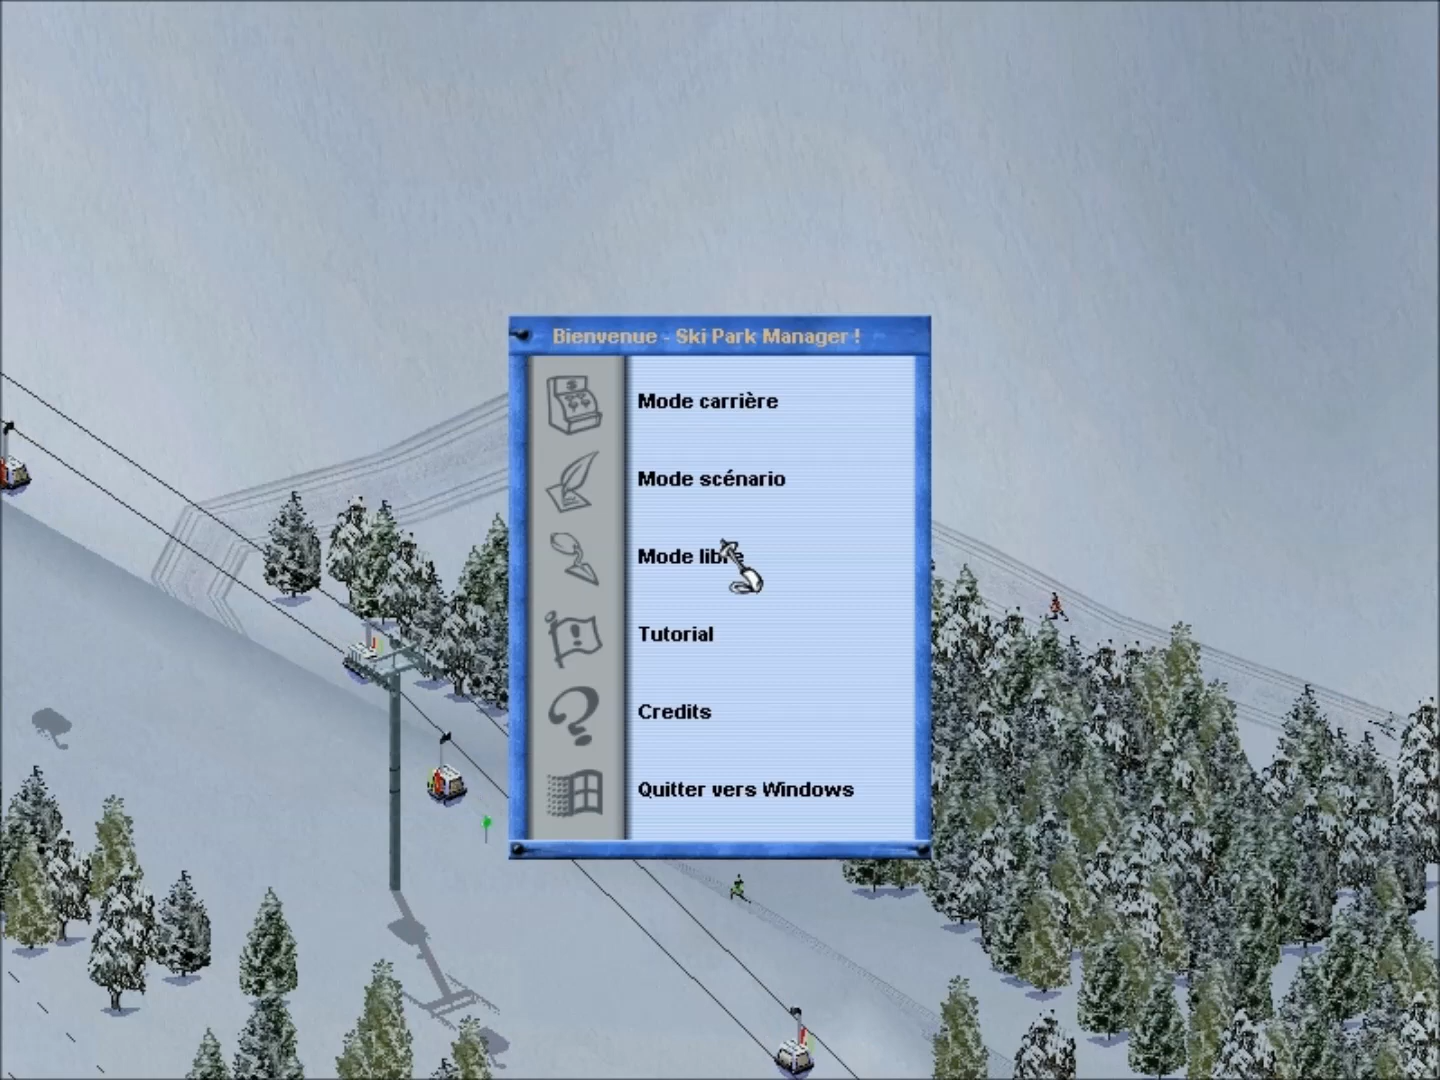 Bienvenue - Ski Park Manager !
Mode carrière
Mode scénario
Mode libre
Tutorial
Credits
Quitter vers Windows